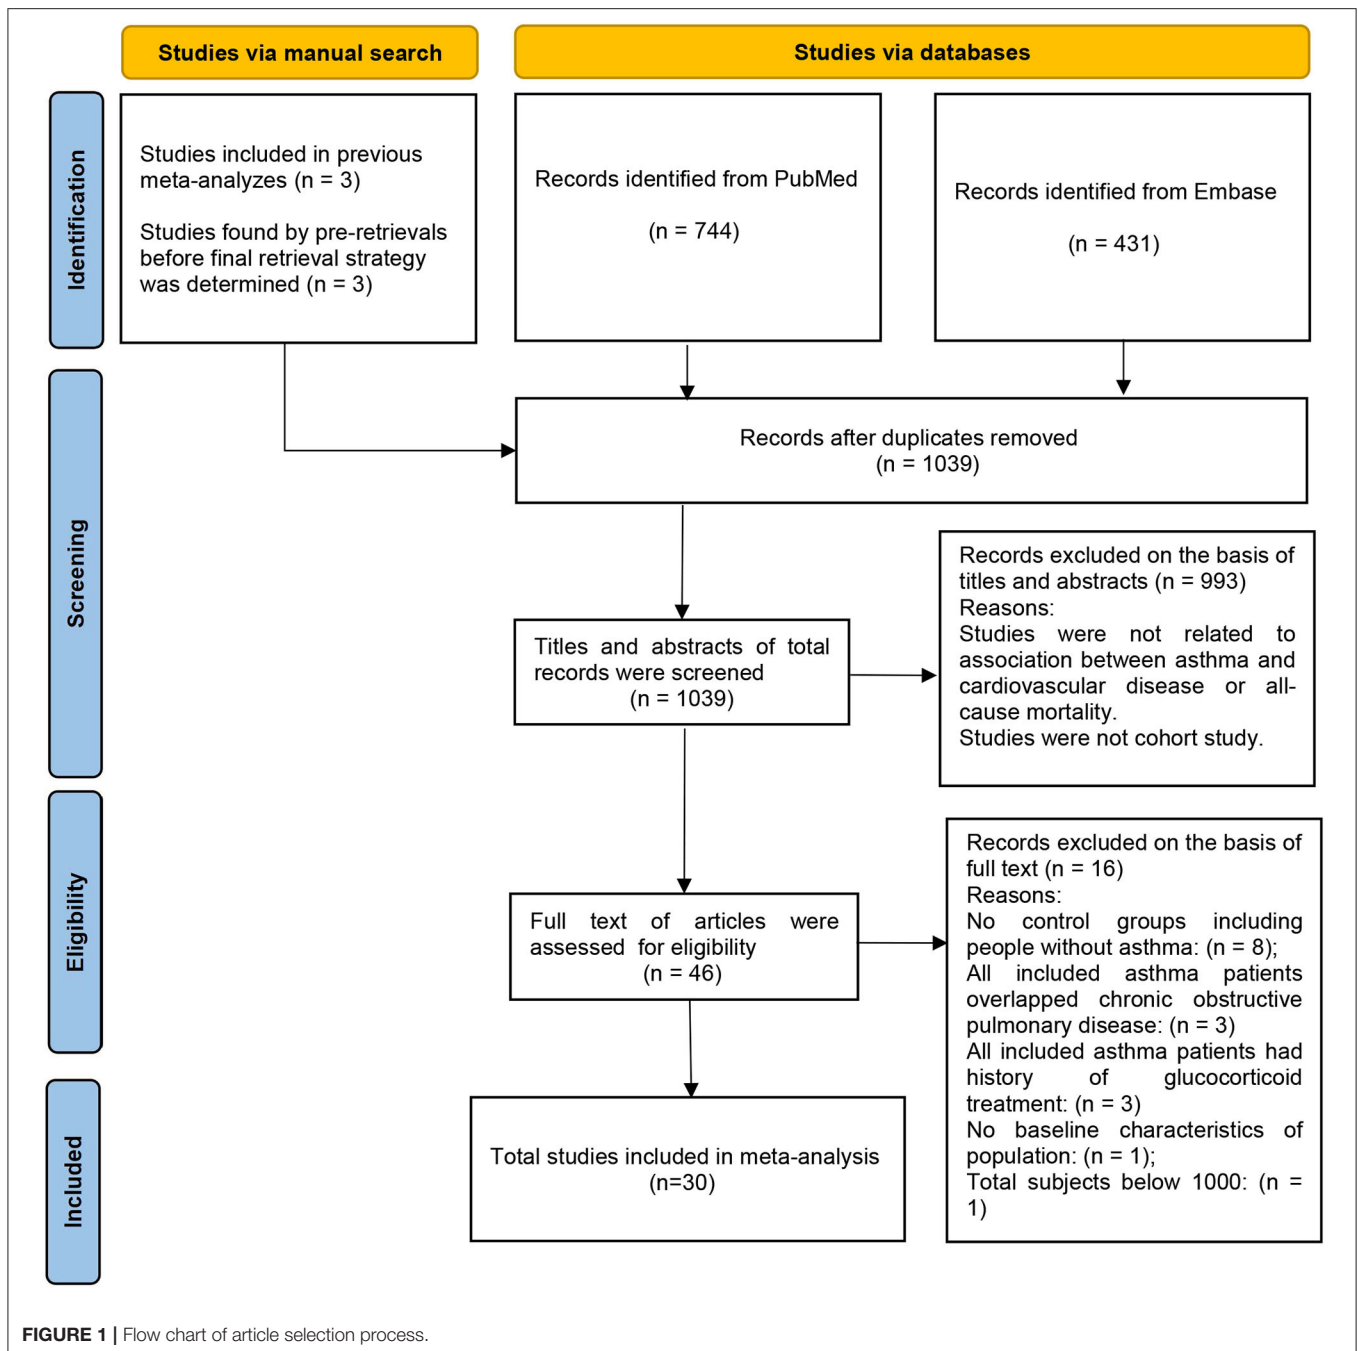 Studies via manual search
Studies via databases
Identification
Studies included in previous
meta-analyzes (n = 3)
Studies found by pre-retrievals
before final retrieval strategy
was determined (n = 3)
Records identified from PubMed
(n = 744)
Records identified from Embase
(n = 431)
Screening
Records after duplicates removed
(n = 1039)
Titles and abstracts of total
records were screened
(n = 1039)
Records excluded on the basis of
titles and abstracts (n = 993)
Reasons:
Studies were not related to
association between asthma and
cardiovascular disease or all-
cause mortality.
Studies were not cohort study.
Eligibility
Full text of articles were
assessed for eligibility
(n = 46)
Records excluded on the basis of
full text (n = 16)
Reasons:
No control groups including
people without asthma: (n = 8);
All included asthma patients
overlapped chronic obstructive
pulmonary disease: (n = 3)
All included asthma patients had
history of glucocorticoid
treatment: (n = 3)
No baseline characteristics of
population: (n = 1);
Total subjects below 1000: (n =
1)
Included
Total studies included in meta-analysis
(n=30)
FIGURE 1 | Flow chart of article selection process.